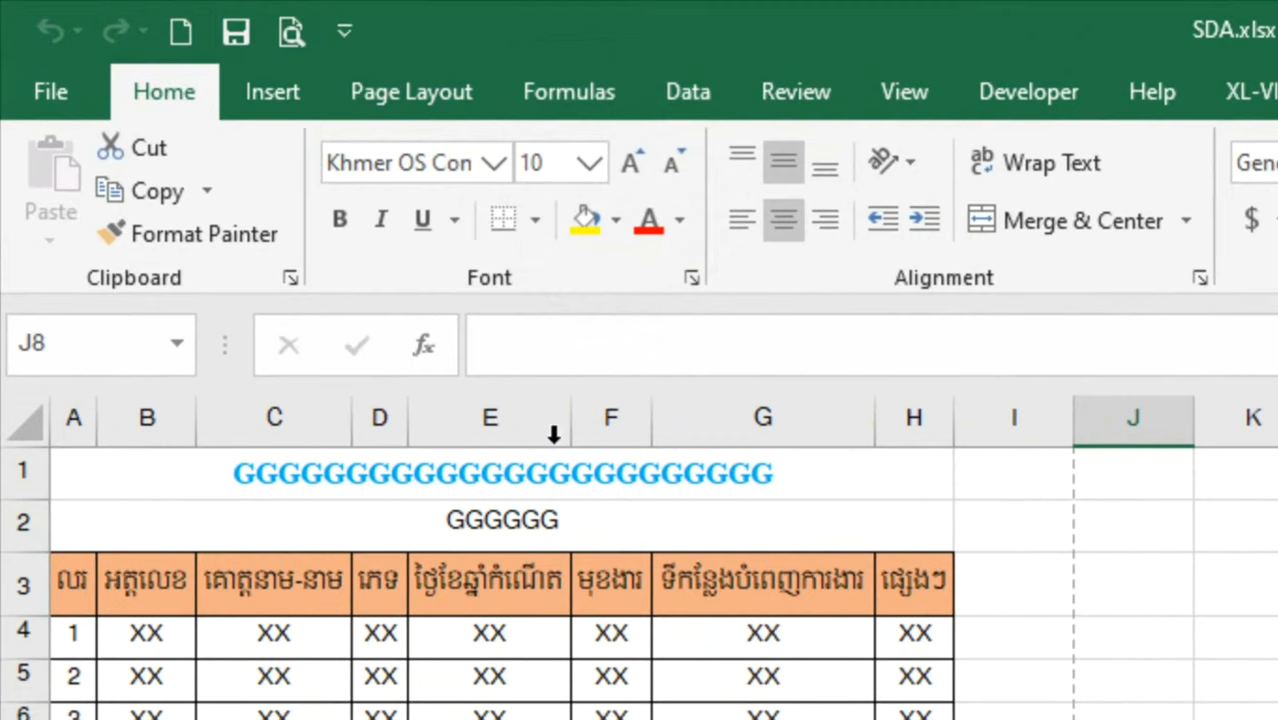 SDA.xlsx
File Home Insert Page Layout Formulas Data Review View Developer Help
Cut
Khmer OS Con 10 Wrap Text
Copy
Paste
B I U Merge & Center $
Format Painter
Clipboard Font Alignment
J8 fx
A B C D E F G H I J K
1 GGGGGGGGGGGGGGGGGGGGGGGG
2 GGGGGG
3 លរ អត្តលេខ គោត្តនាម-នាម ភេទ ថ្ងៃខែឆ្នាំកំណើត មុខងារ ទីកន្លែងបំពេញការងារ ផ្សេងៗ
4 1 XX XX XX XX XX XX XX
5 2 XX XX XX XX XX XX XX
6 3 XX XX XX XX XX XX XX